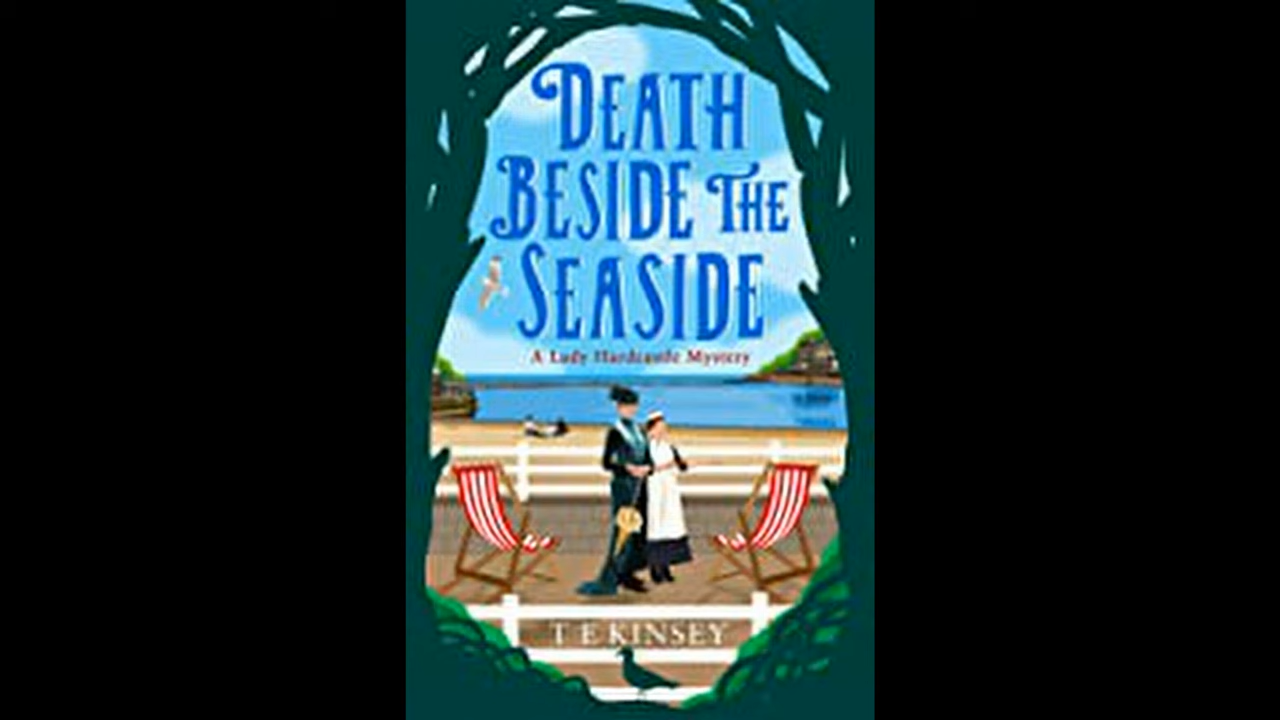 DEATH
BESIDE THE
SEASIDE
A Lady Hardcastle Mystery
T E KINSEY